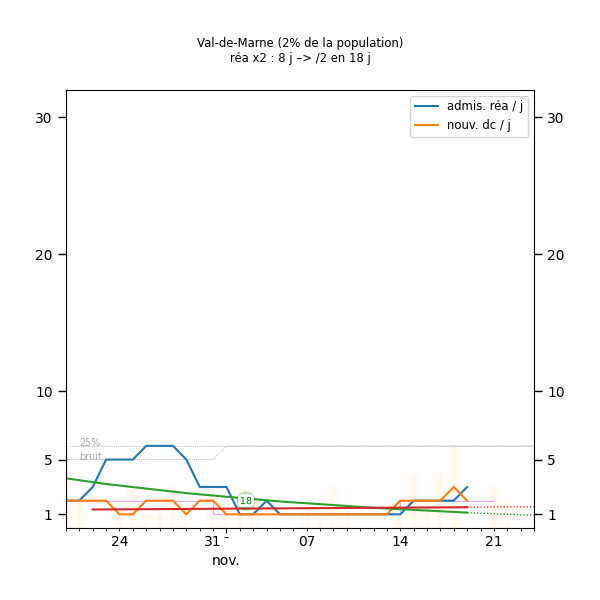 Val-de-Marne (2% de la population)
réa x2 : 8 j –> /2 en 18 j
admis. réa / j
nouv. dc / j
30
30
20
20
10
10
25%
bruit
5
5
18
1
1
24
31
07
14
21
nov.